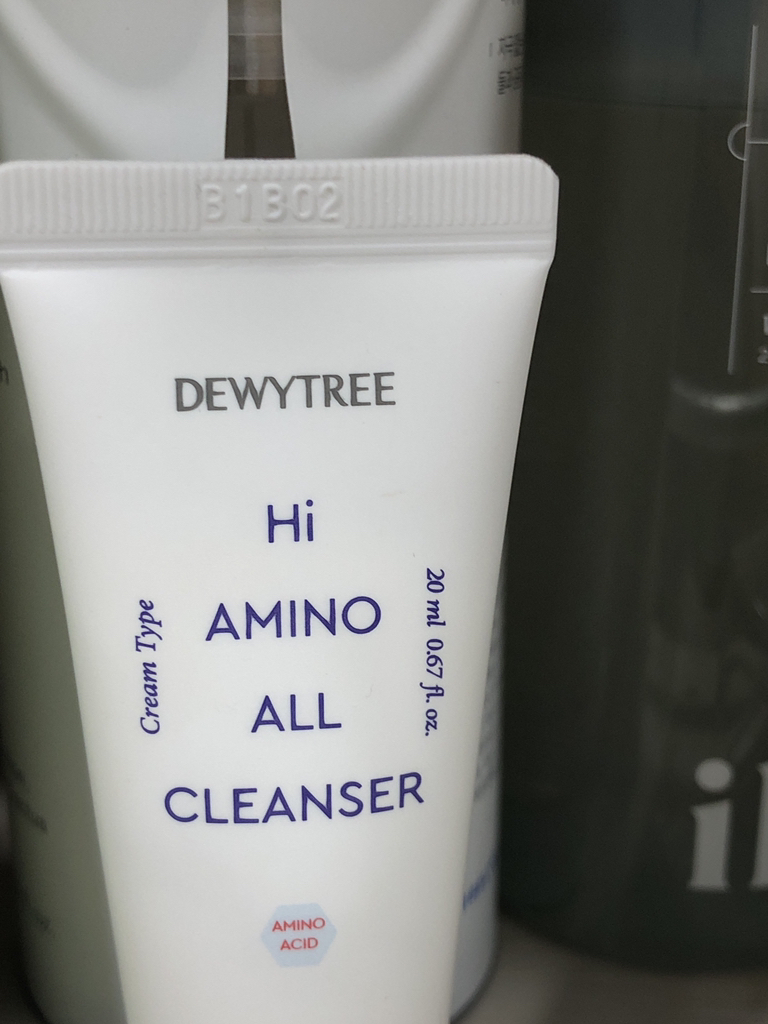 B1B02
DEWYTREE
Hi
AMINO
ALL
CLEANSER
Cream Type
20 ml 0.67 fl. oz.
AMINO
ACID